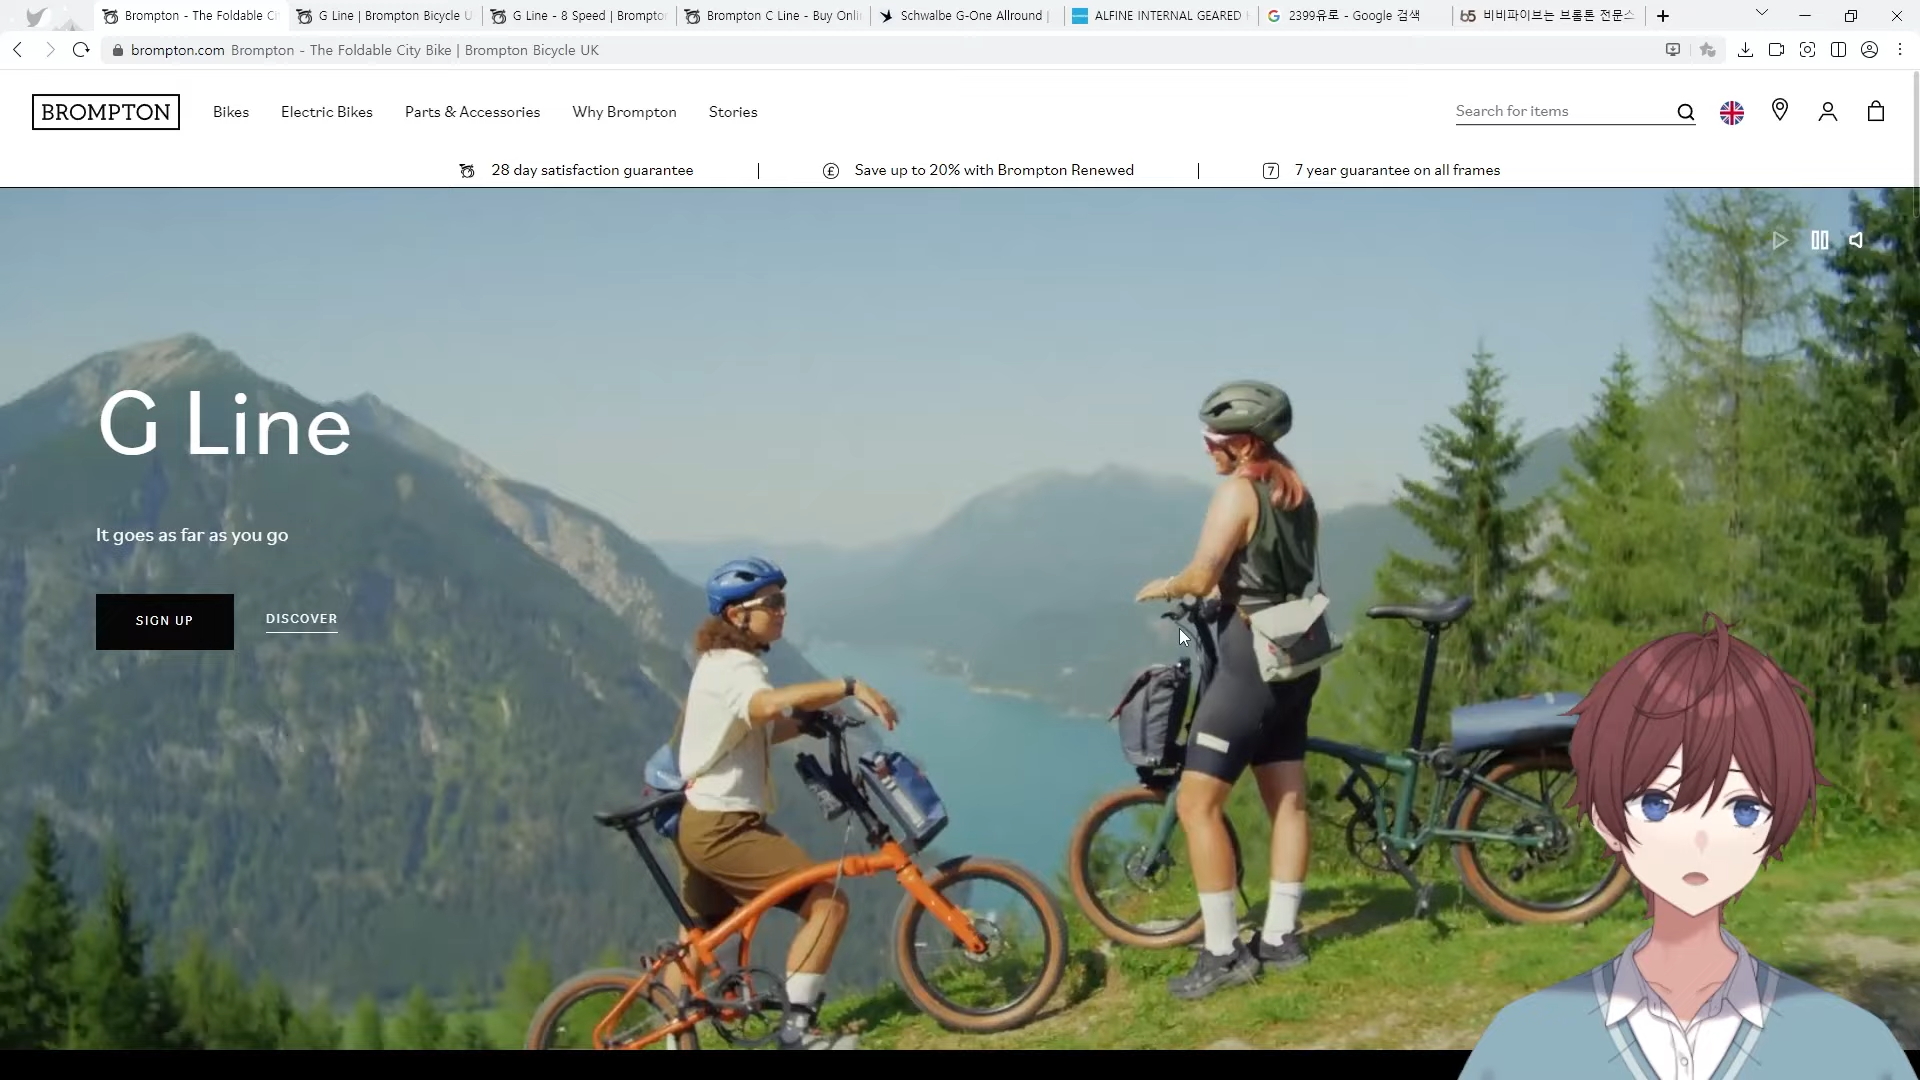 Brompton - The Foldable Ci
G Line | Brompton Bicycle U
G Line - 8 Speed | Brompton
Brompton C Line - Buy Onli
Schwalbe G-One Allround |
ALFINE INTERNAL GEARED H
2399유로 - Google 검색
비비파이브는 브롬톤 전문스
brompton.com Brompton - The Foldable City Bike | Brompton Bicycle UK
BROMPTON
Bikes
Electric Bikes
Parts & Accessories
Why Brompton
Stories
Search for items
28 day satisfaction guarantee
Save up to 20% with Brompton Renewed
7 year guarantee on all frames
G Line
It goes as far as you go
SIGN UP
DISCOVER